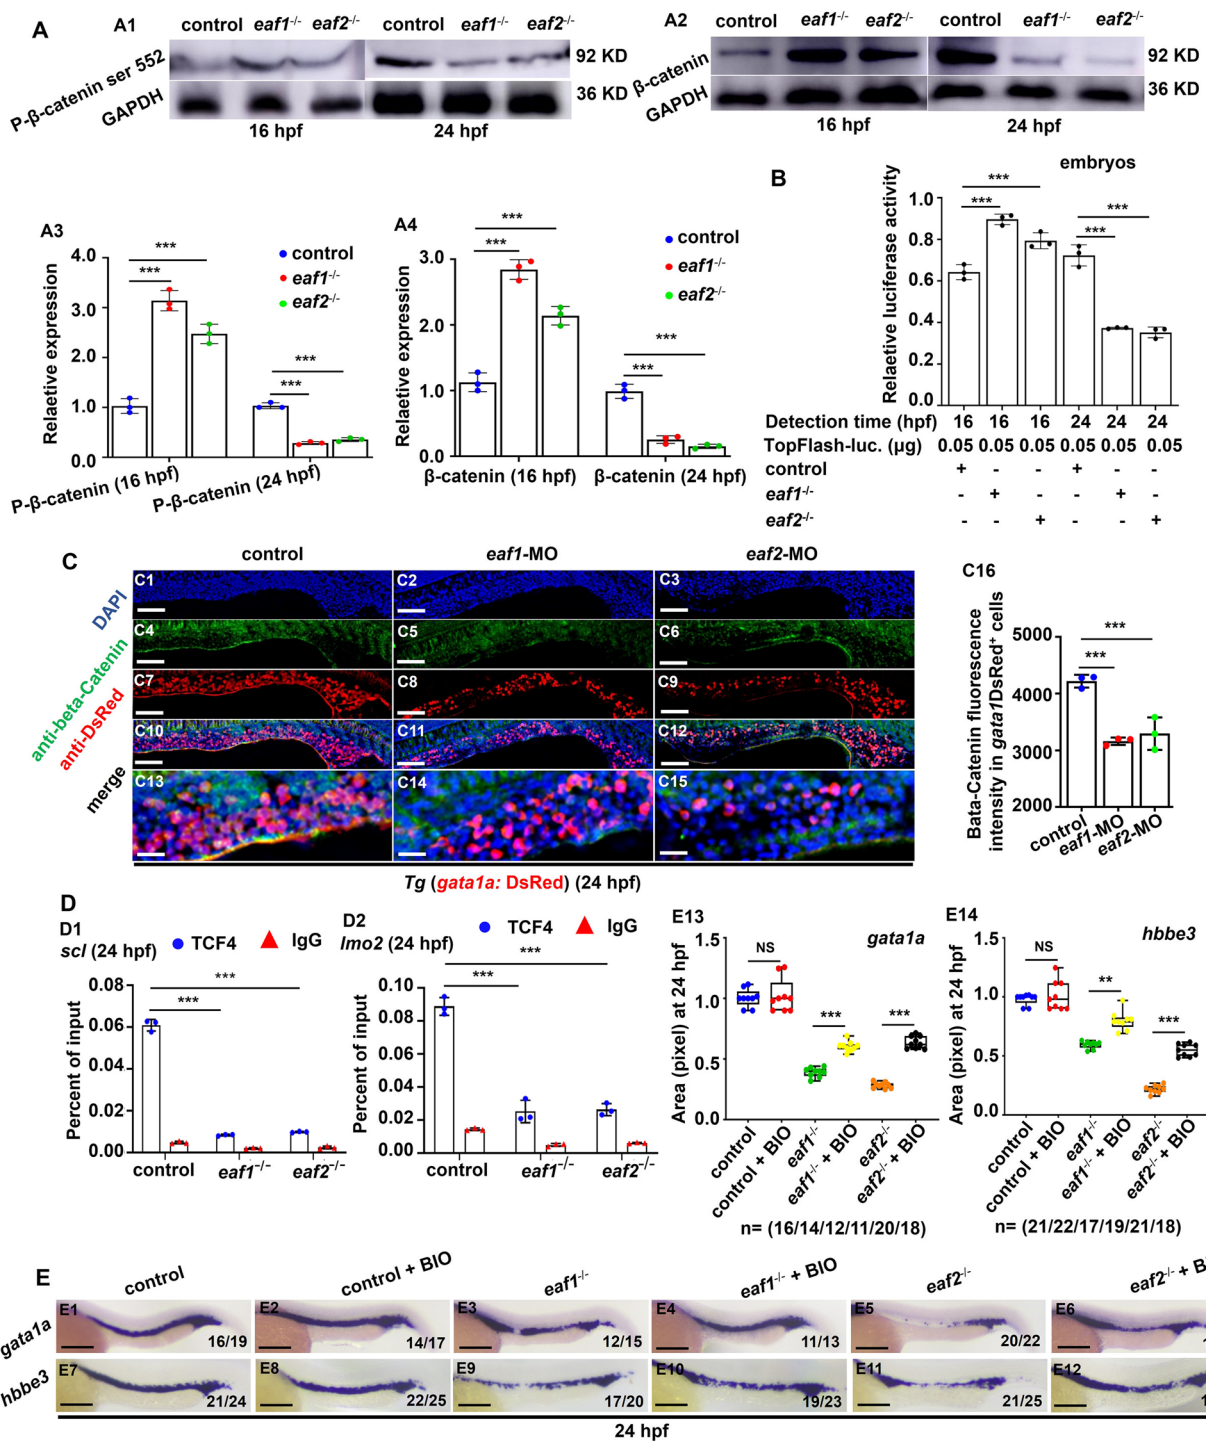 A
A1
control eaf1-/- eaf2-/- control eaf1-/- eaf2-/-
P-β-catenin ser 552
92 KD
GAPDH
36 KD
16 hpf 24 hpf
A2
control eaf1-/- eaf2-/- control eaf1-/- eaf2-/-
β-catenin
92 KD
GAPDH
36 KD
16 hpf 24 hpf
A3
Relaetive expression
4.0
3.0
2.0
1.0
0.0
***
***
***
***
control
eaf1-/-
eaf2-/-
P-β-catenin (16 hpf)
P-β-catenin (24 hpf)
A4
Relaetive expression
3.0
2.0
1.0
0.0
***
***
***
***
control
eaf1-/-
eaf2-/-
β-catenin (16 hpf) β-catenin (24 hpf)
B
embryos
Relaetive luciferase activity
1.0
0.8
0.6
0.4
0.2
0.0
***
***
***
***
Detection time (hpf) 16 16 16 24 24 24
TopFlash-luc. (μg) 0.05 0.05 0.05 0.05 0.05 0.05
control + - - + - -
eaf1-/- - + - - + -
eaf2-/- - - + - - +
C
control eaf1-MO eaf2-MO
DAPI
C1 C2 C3
anti-beta-Catenin
C4 C5 C6
anti-DsRed
C7 C8 C9
merge
C10 C11 C12
C13 C14 C15
Tg (gata1a: DsRed) (24 hpf)
C16
Bata-Catenin fluorescence
intensity in gata1DsRed+ cells
5000
4000
3000
2000
***
***
control
eaf1-MO
eaf2-MO
D
D1
scl (24 hpf)
TCF4 IgG
Percent of input
0.08
0.06
0.04
0.02
0.00
***
***
control eaf1-/- eaf2-/-
D2
lmo2 (24 hpf)
TCF4 IgG
Percent of input
0.10
0.08
0.06
0.04
0.02
0.00
***
***
control eaf1-/- eaf2-/-
E13
gata1a
Area (pixel) at 24 hpf
1.5
1.0
0.5
0.0
NS
***
***
control
control + BIO
eaf1-/-
eaf1-/- + BIO
eaf2-/-
eaf2-/- + BIO
n= (16/14/12/11/20/18)
E14
hbbe3
Area (pixel) at 24 hpf
1.5
1.0
0.5
0.0
NS
**
***
control
control + BIO
eaf1-/-
eaf1-/- + BIO
eaf2-/-
eaf2-/- + BIO
n= (21/22/17/19/21/18)
E
control control + BIO eaf1-/- eaf1-/- + BIO eaf2-/-
gata1a
E1 E2 E3 E4 E5 E6
16/19 14/17 12/15 11/13 20/22
hbbe3
E7 E8 E9 E10 E11 E12
21/24 22/25 17/20 19/23 21/25
24 hpf